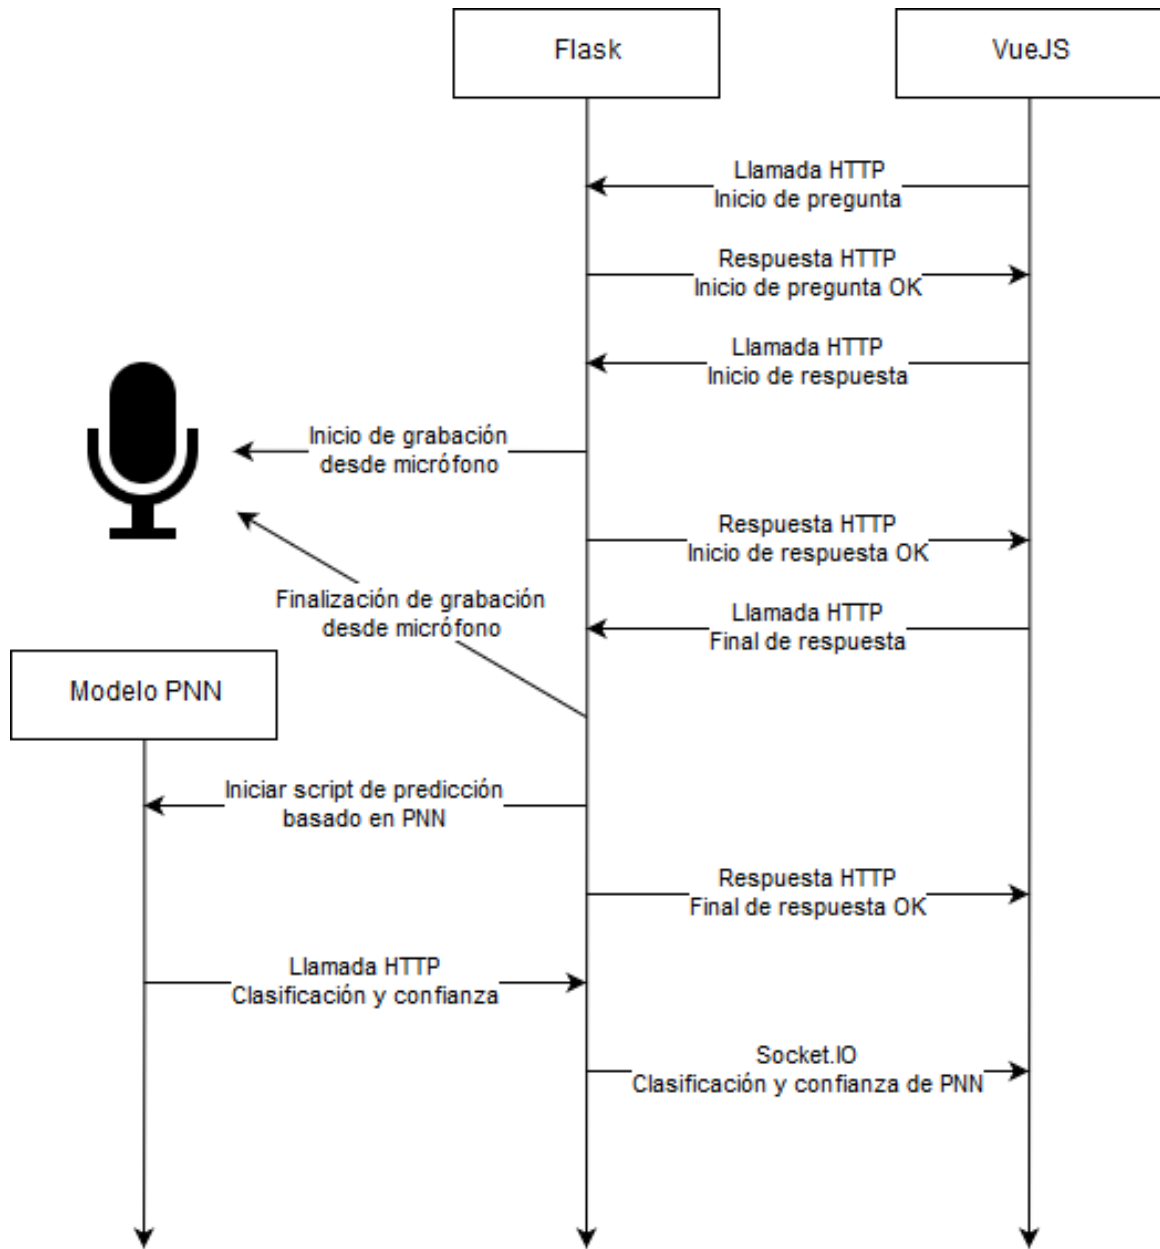 Flask
VueJS
Llamada HTTP
Inicio de pregunta
Respuesta HTTP
Inicio de pregunta OK
Llamada HTTP
Inicio de respuesta
Inicio de grabación
desde micrófono
Respuesta HTTP
Inicio de respuesta OK
Finalización de grabación
desde micrófono
Llamada HTTP
Final de respuesta
Modelo PNN
Iniciar script de predicción
basado en PNN
Respuesta HTTP
Final de respuesta OK
Llamada HTTP
Clasificación y confianza
Socket.IO
Clasificación y confianza de PNN